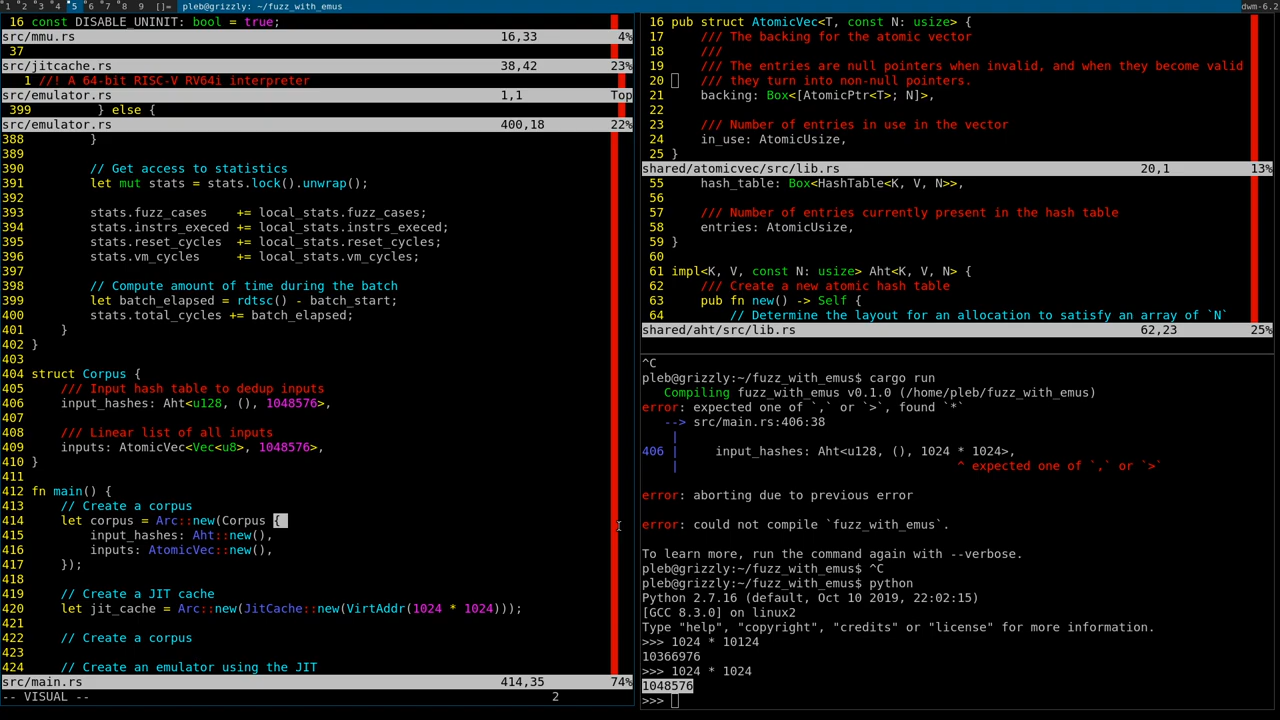 1 2 3 4 5 6 7 8 9 []= pleb@grizzly: ~/fuzz_with_emus dwm-6.2
16 const DISABLE_UNINIT: bool = true;
src/mmu.rs 16,33 4%
37
src/jitcache.rs 38,42 23%
1 //! A 64-bit RISC-V RV64i interpreter
src/emulator.rs 1,1 Top
399 } else {
src/emulator.rs 400,18 22%
388 }
389
390 // Get access to statistics
391 let mut stats = stats.lock().unwrap();
392
393 stats.fuzz_cases += local_stats.fuzz_cases;
394 stats.instrs_execed += local_stats.instrs_execed;
395 stats.reset_cycles += local_stats.reset_cycles;
396 stats.vm_cycles += local_stats.vm_cycles;
397
398 // Compute amount of time during the batch
399 let batch_elapsed = rdtsc() - batch_start;
400 stats.total_cycles += batch_elapsed;
401 }
402 }
403
404 struct Corpus {
405 /// Input hash table to dedup inputs
406 input_hashes: Aht<u128, (), 1048576>,
407
408 /// Linear list of all inputs
409 inputs: AtomicVec<Vec<u8>, 1048576>,
410 }
411
412 fn main() {
413 // Create a corpus
414 let corpus = Arc::new(Corpus {
415 input_hashes: Aht::new(),
416 inputs: AtomicVec::new(),
417 });
418
419 // Create a JIT cache
420 let jit_cache = Arc::new(JitCache::new(VirtAddr(1024 * 1024)));
421
422 // Create a corpus
423
424 // Create an emulator using the JIT
src/main.rs 414,35 74%
-- VISUAL -- 2
16 pub struct AtomicVec<T, const N: usize> {
17 /// The backing for the atomic vector
18 ///
19 /// The entries are null pointers when invalid, and when they become valid
20 /// they turn into non-null pointers.
21 backing: Box<[AtomicPtr<T>; N]>,
22
23 /// Number of entries in use in the vector
24 in_use: AtomicUsize,
25 }
shared/atomicvec/src/lib.rs 20,1 13%
55 hash_table: Box<HashTable<K, V, N>>,
56
57 /// Number of entries currently present in the hash table
58 entries: AtomicUsize,
59 }
60
61 impl<K, V, const N: usize> Aht<K, V, N> {
62 /// Create a new atomic hash table
63 pub fn new() -> Self {
64 // Determine the layout for an allocation to satisfy an array of `N`
shared/aht/src/lib.rs 62,23 25%
^C
pleb@grizzly:~/fuzz_with_emus$ cargo run
Compiling fuzz_with_emus v0.1.0 (/home/pleb/fuzz_with_emus)
error: expected one of `,` or `>`, found `*`
--> src/main.rs:406:38
|
406 | input_hashes: Aht<u128, (), 1024 * 1024>,
| ^ expected one of `,` or `>`
error: aborting due to previous error
error: could not compile `fuzz_with_emus`.
To learn more, run the command again with --verbose.
pleb@grizzly:~/fuzz_with_emus$ ^C
pleb@grizzly:~/fuzz_with_emus$ python
Python 2.7.16 (default, Oct 10 2019, 22:02:15)
[GCC 8.3.0] on linux2
Type "help", "copyright", "credits" or "license" for more information.
>>> 1024 * 10124
10366976
>>> 1024 * 1024
1048576
>>>